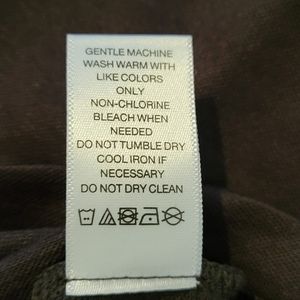 GENTLE MACHINE
WASH WARM WITH
LIKE COLORS
ONLY
NON-CHLORINE
BLEACH WHEN
NEEDED
DO NOT TUMBLE DRY
COOL IRON IF
NECESSARY
DO NOT DRY CLEAN